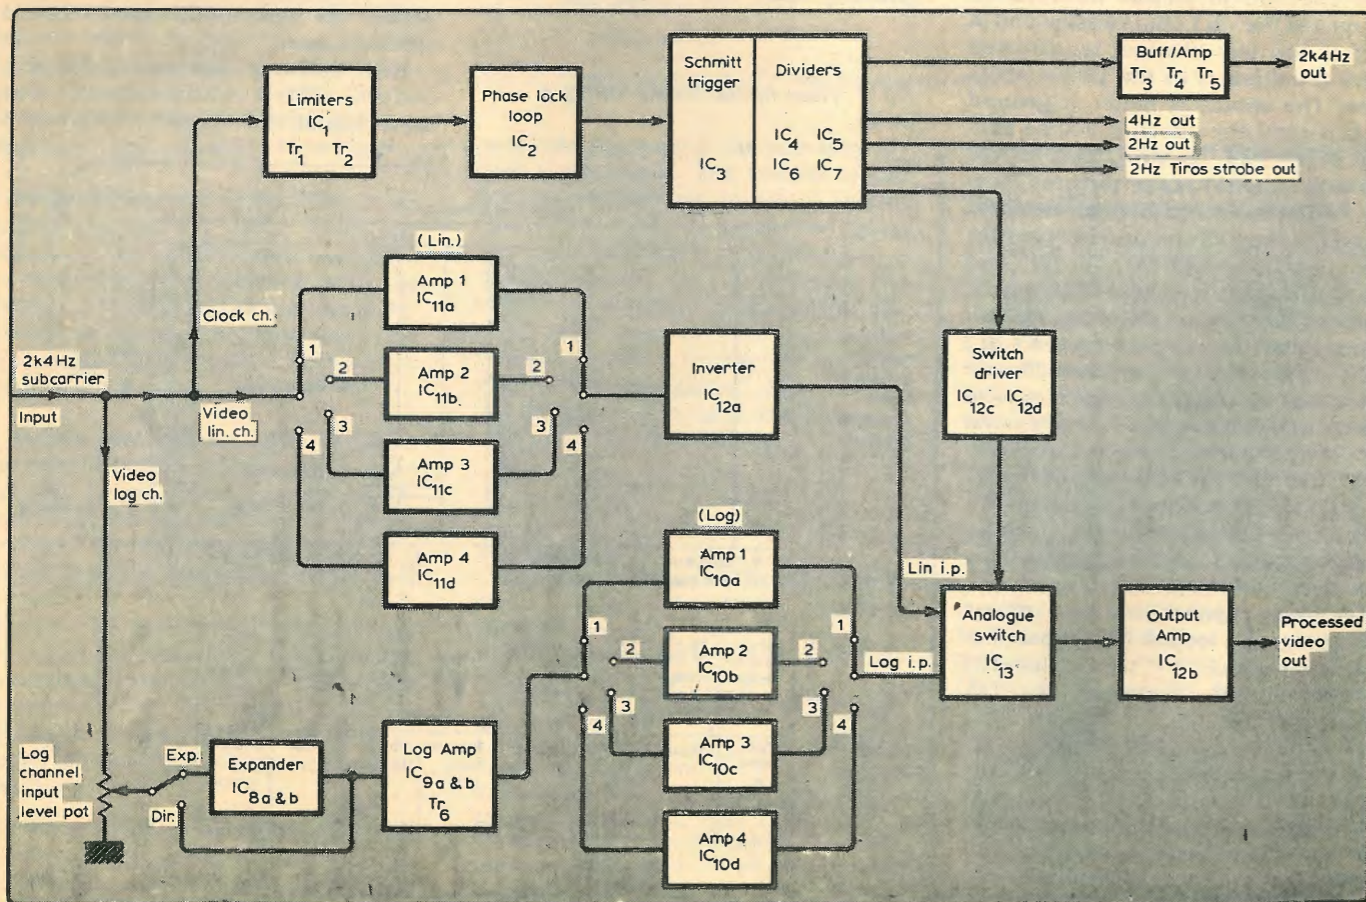 Limiters
IC1
Tr1 Tr2
Phase lock
loop
IC2
Schmitt
trigger
IC3
Dividers
IC4 IC5
IC6 IC7
Buff/Amp
Tr3 Tr4 Tr5
2k4Hz
out
4Hz out
2Hz out
2Hz Tiros strobe out
Clock ch.
2k4Hz
subcarrier
Input
Video
lin. ch.
Video
log ch.
(Lin.)
1
Amp 1
IC11a
1
2
Amp 2
IC11b
2
3
Amp 3
IC11c
3
4
Amp 4
IC11d
4
Inverter
IC12a
Switch
driver
IC12c IC12d
Lin i.p.
(Log)
1
Amp 1
IC10a
1
2
Amp 2
IC10b
2
3
Amp 3
IC10c
3
4
Amp 4
IC10d
4
Log i.p.
Analogue
switch
IC13
Output
Amp
IC12b
Processed
video
out
Log
channel
input
level pot
Exp.
Dir.
Expander
IC8a & b
Log Amp
IC9a & b
Tr6